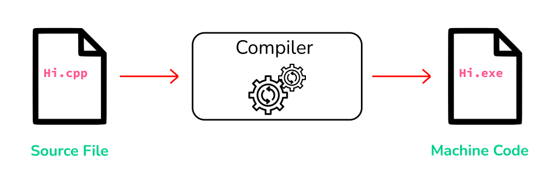 Compiler
Hi.cpp
Hi.exe
Source File
Machine Code